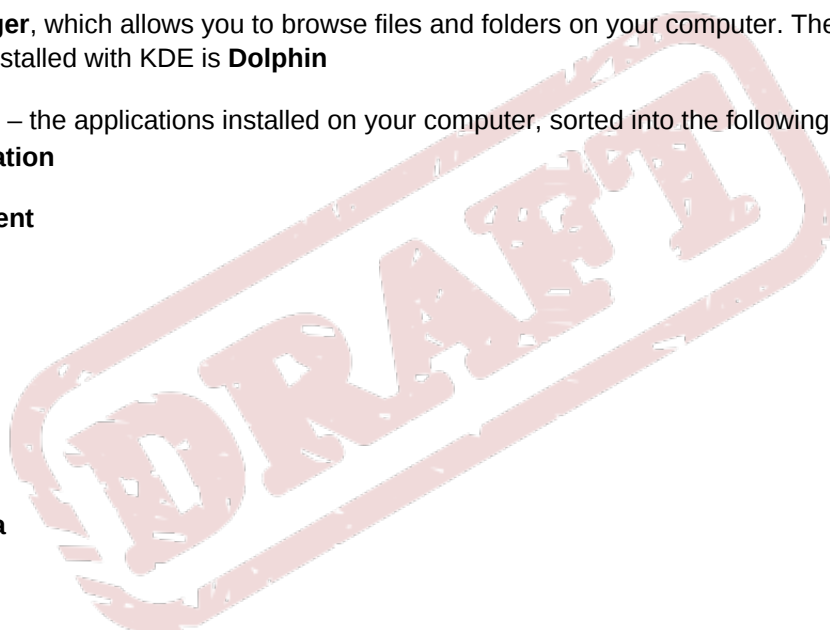 ger, which allows you to browse files and folders on your computer. The
stalled with KDE is Dolphin
– the applications installed on your computer, sorted into the following
ation
ent
a
DRAFT